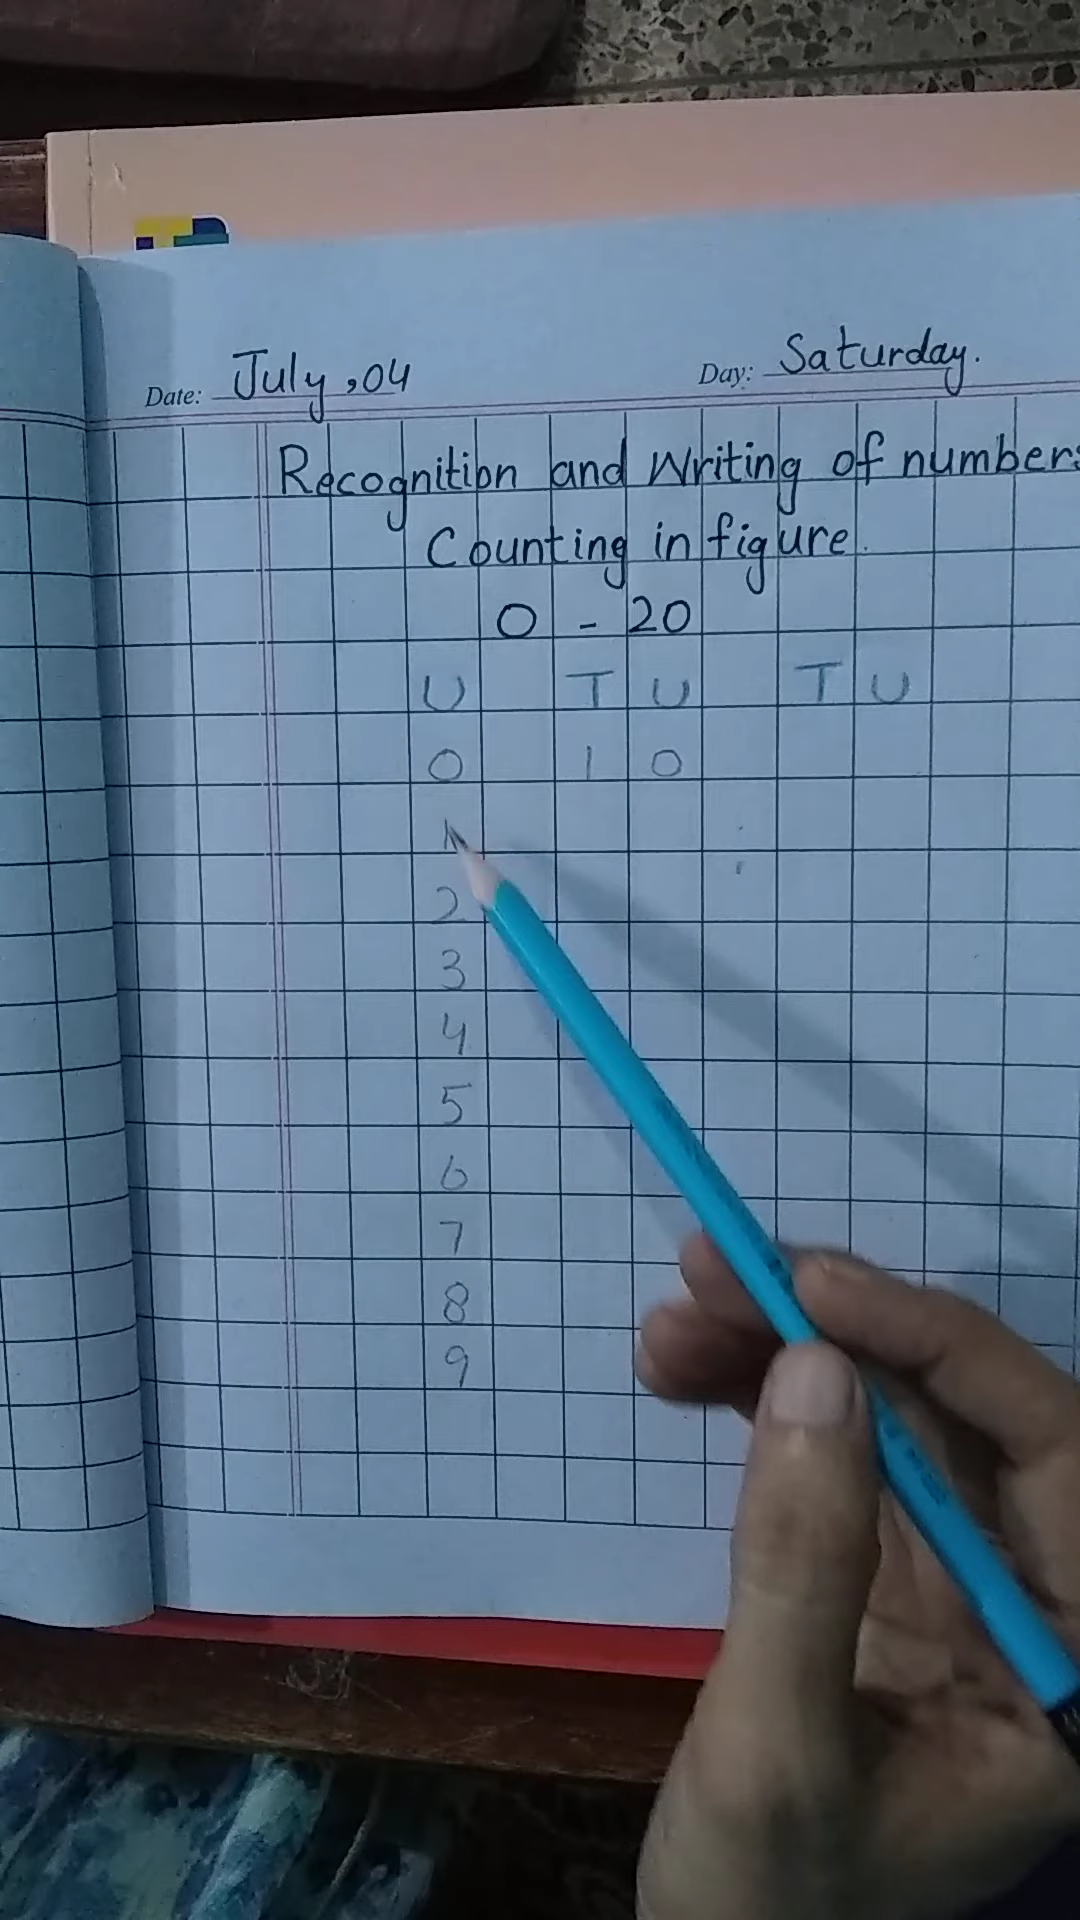 Date: July, 04 Day: Saturday.
Recognition and Writing of numbers
Counting in figure.
0 - 20
U T U T U
0 1 0
1
2
3
4
5
6
7
8
9